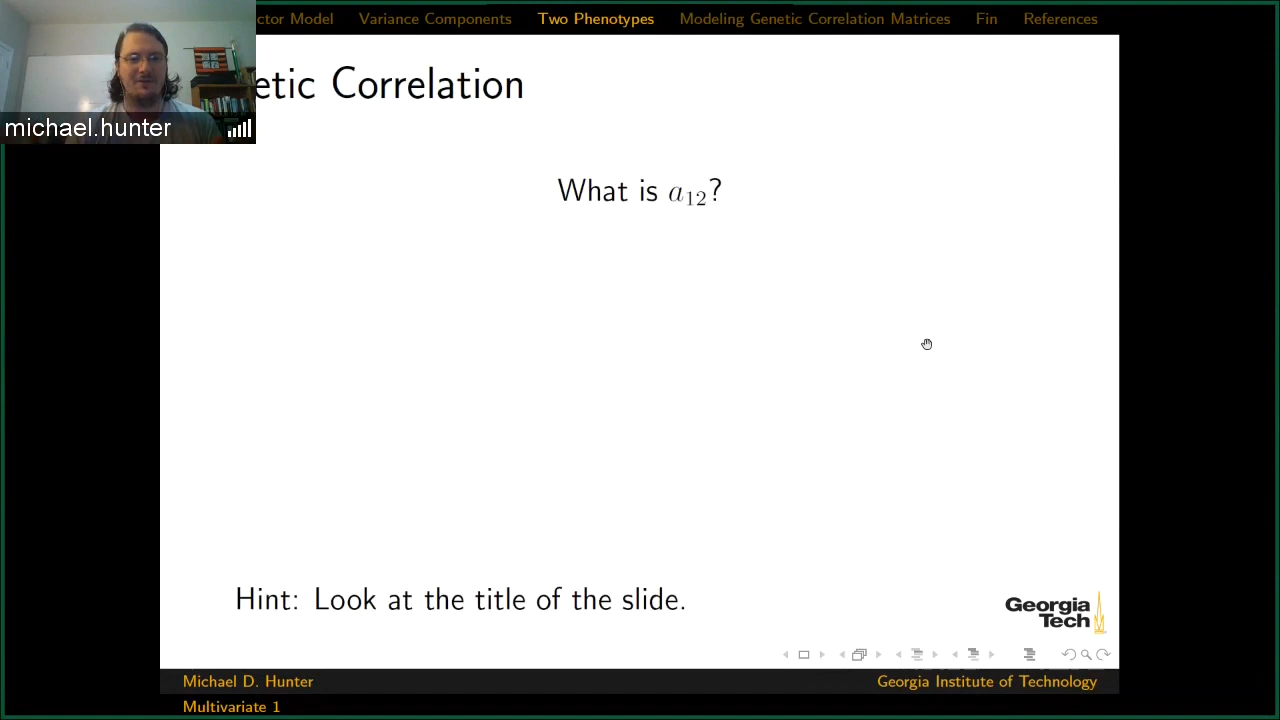 ctor Model Variance Components Two Phenotypes Modeling Genetic Correlation Matrices Fin References
etic Correlation
michael.hunter
What is a₁₂?
Hint: Look at the title of the slide.
Georgia
Tech
Michael D. Hunter Georgia Institute of Technology
Multivariate 1